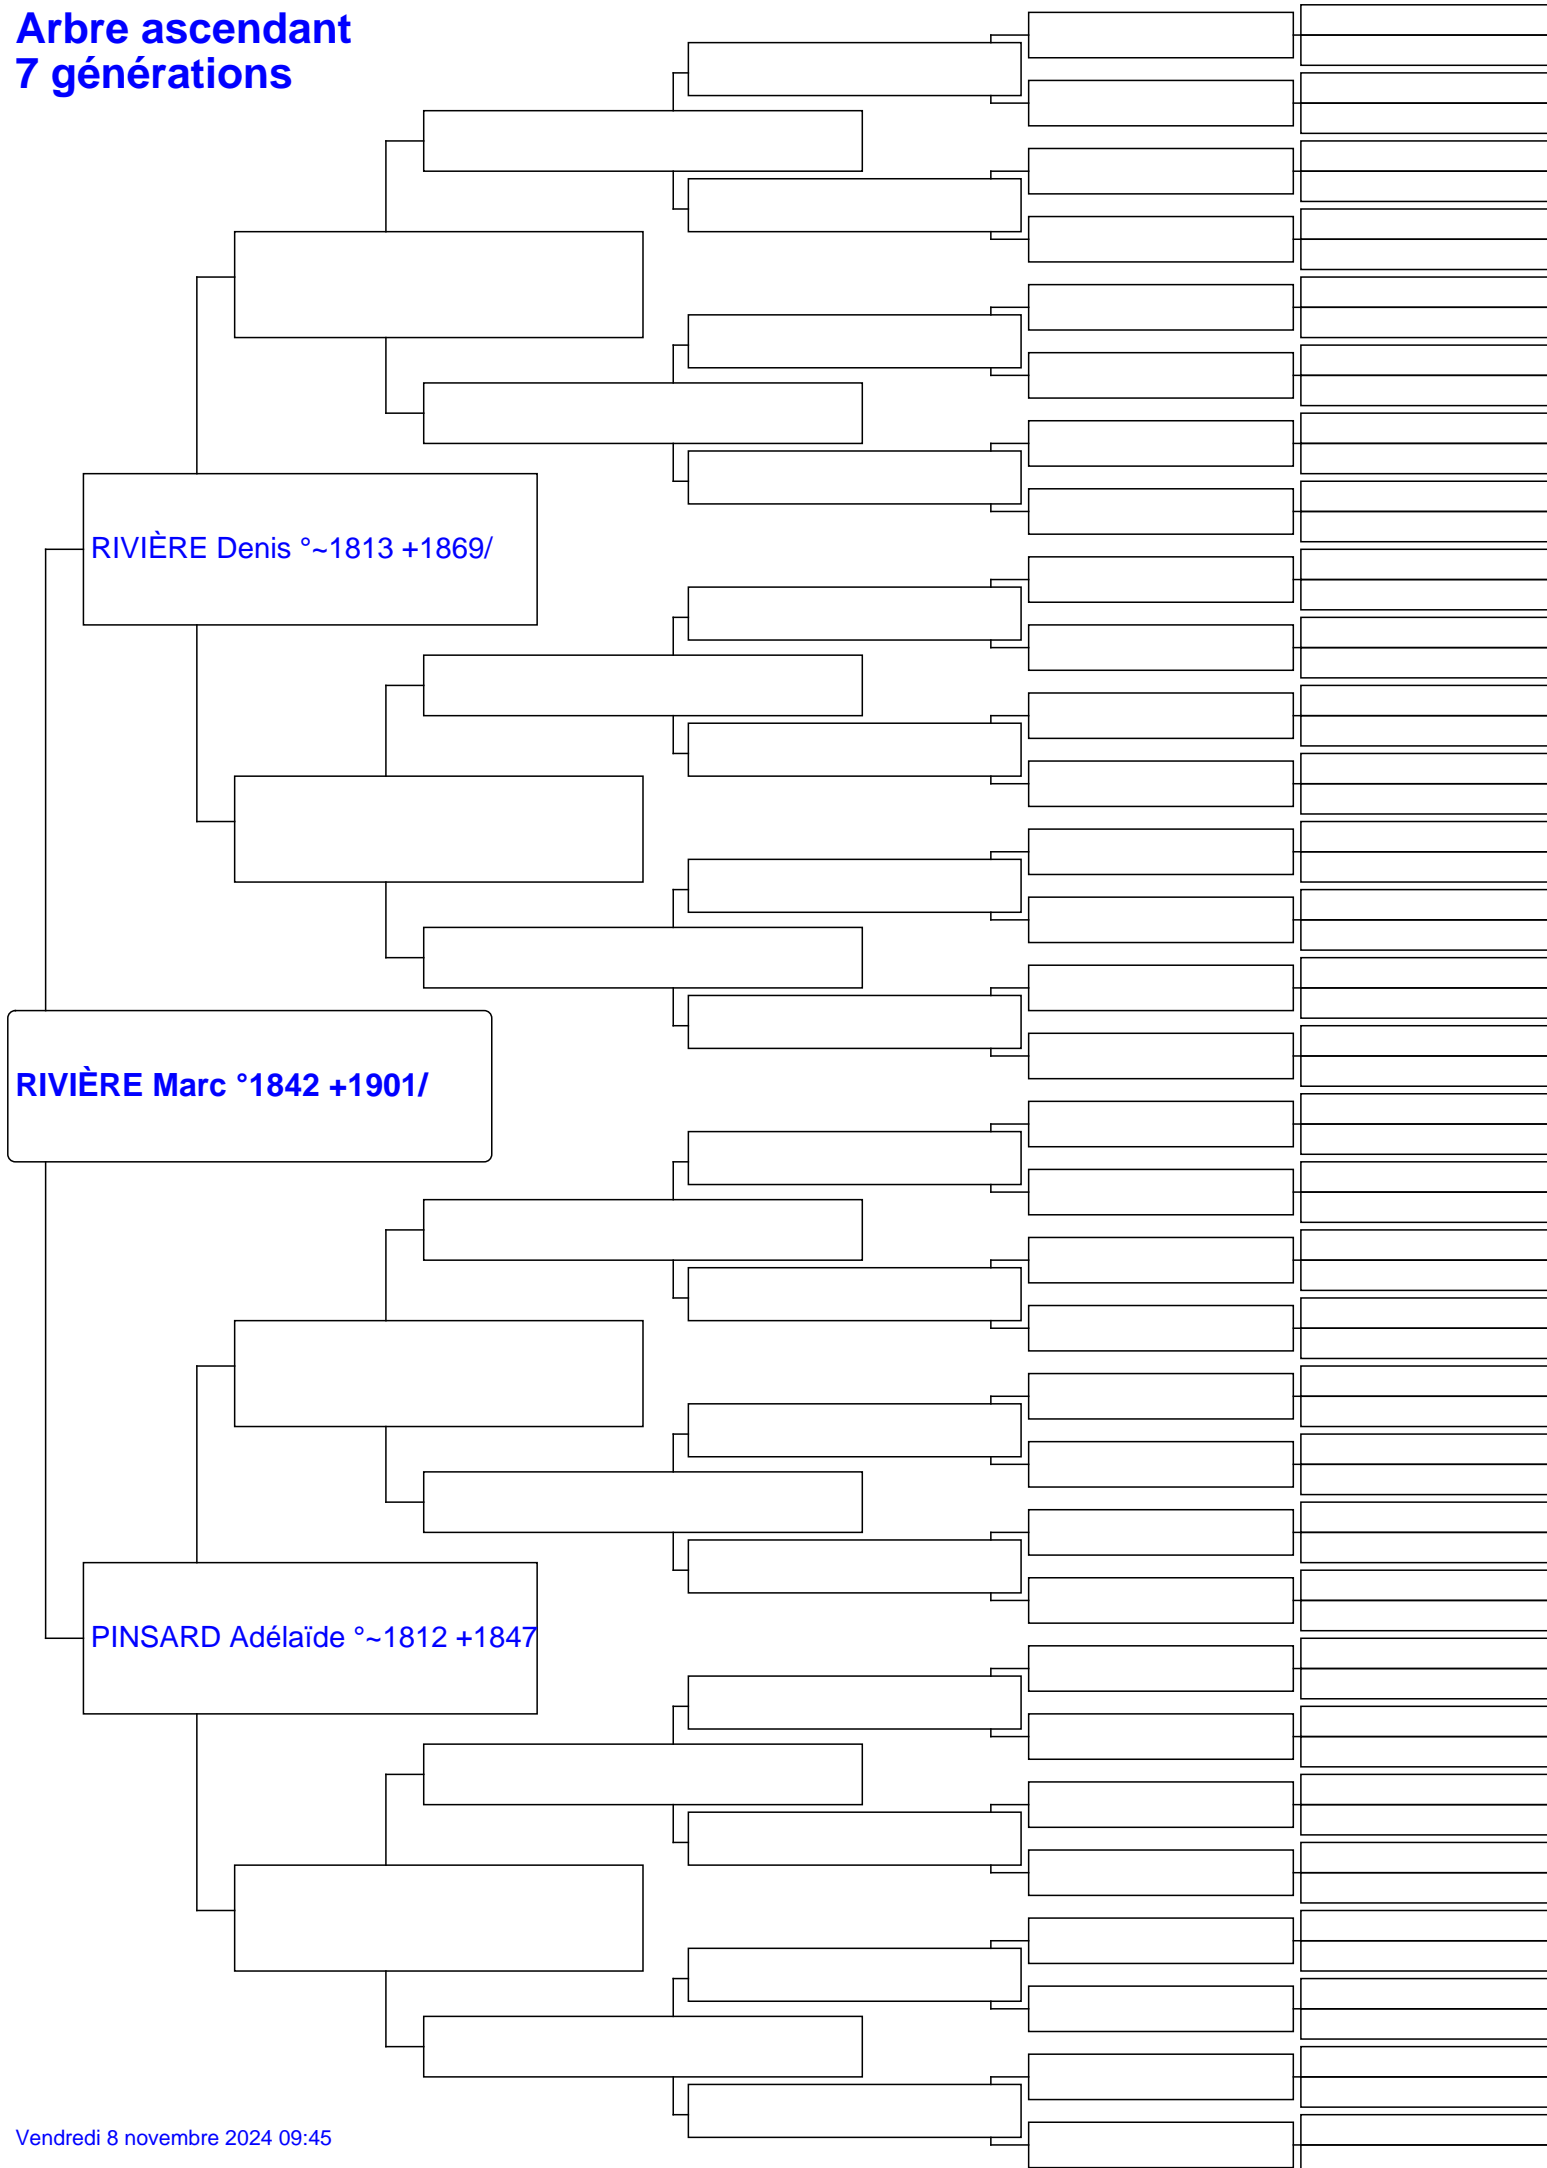 Arbre ascendant
7 générations
RIVIÈRE Denis °~1813 +1869/
RIVIÈRE Marc °1842 +1901/
PINSARD Adélaïde °~1812 +1847
Vendredi 8 novembre 2024 09:45